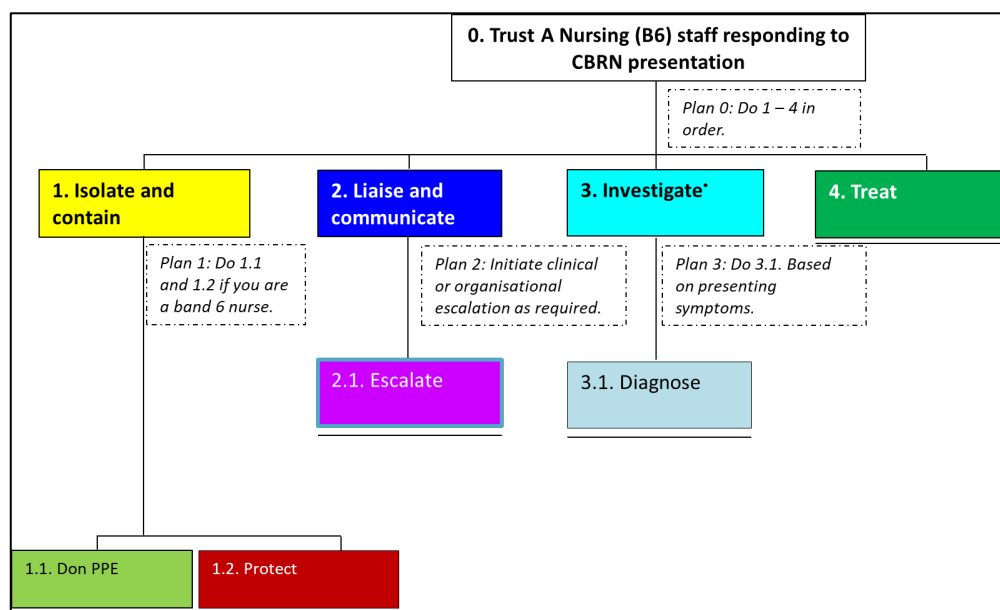 0. Trust A Nursing (B6) staff responding to
CBRN presentation
Plan 0: Do 1 – 4 in
order.
1. Isolate and
contain
2. Liaise and
communicate
3. Investigate•
4. Treat
Plan 1: Do 1.1
and 1.2 if you are
a band 6 nurse.
Plan 2: Initiate clinical
or organisational
escalation as required.
Plan 3: Do 3.1. Based
on presenting
symptoms.
2.1. Escalate
3.1. Diagnose
1.1. Don PPE
1.2. Protect